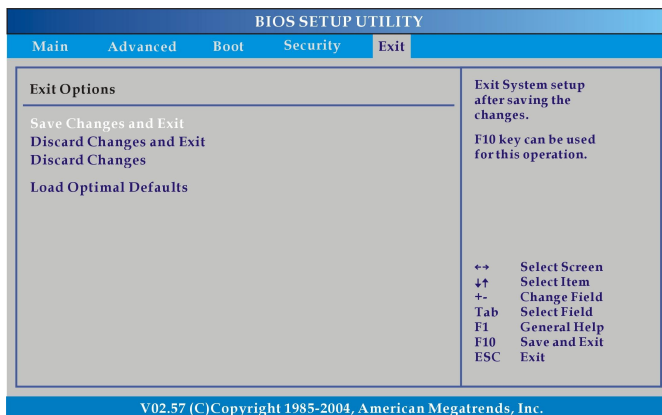 BIOS SETUP UTILITY
Main Advanced Boot Security Exit
Exit Options
Save Changes and Exit
Discard Changes and Exit
Discard Changes
Load Optimal Defaults
Exit System setup
after saving the
changes.
F10 key can be used
for this operation.
←→ Select Screen
↓↑ Select Item
+- Change Field
Tab Select Field
F1 General Help
F10 Save and Exit
ESC Exit
V02.57 (C)Copyright 1985-2004, American Megatrends, Inc.